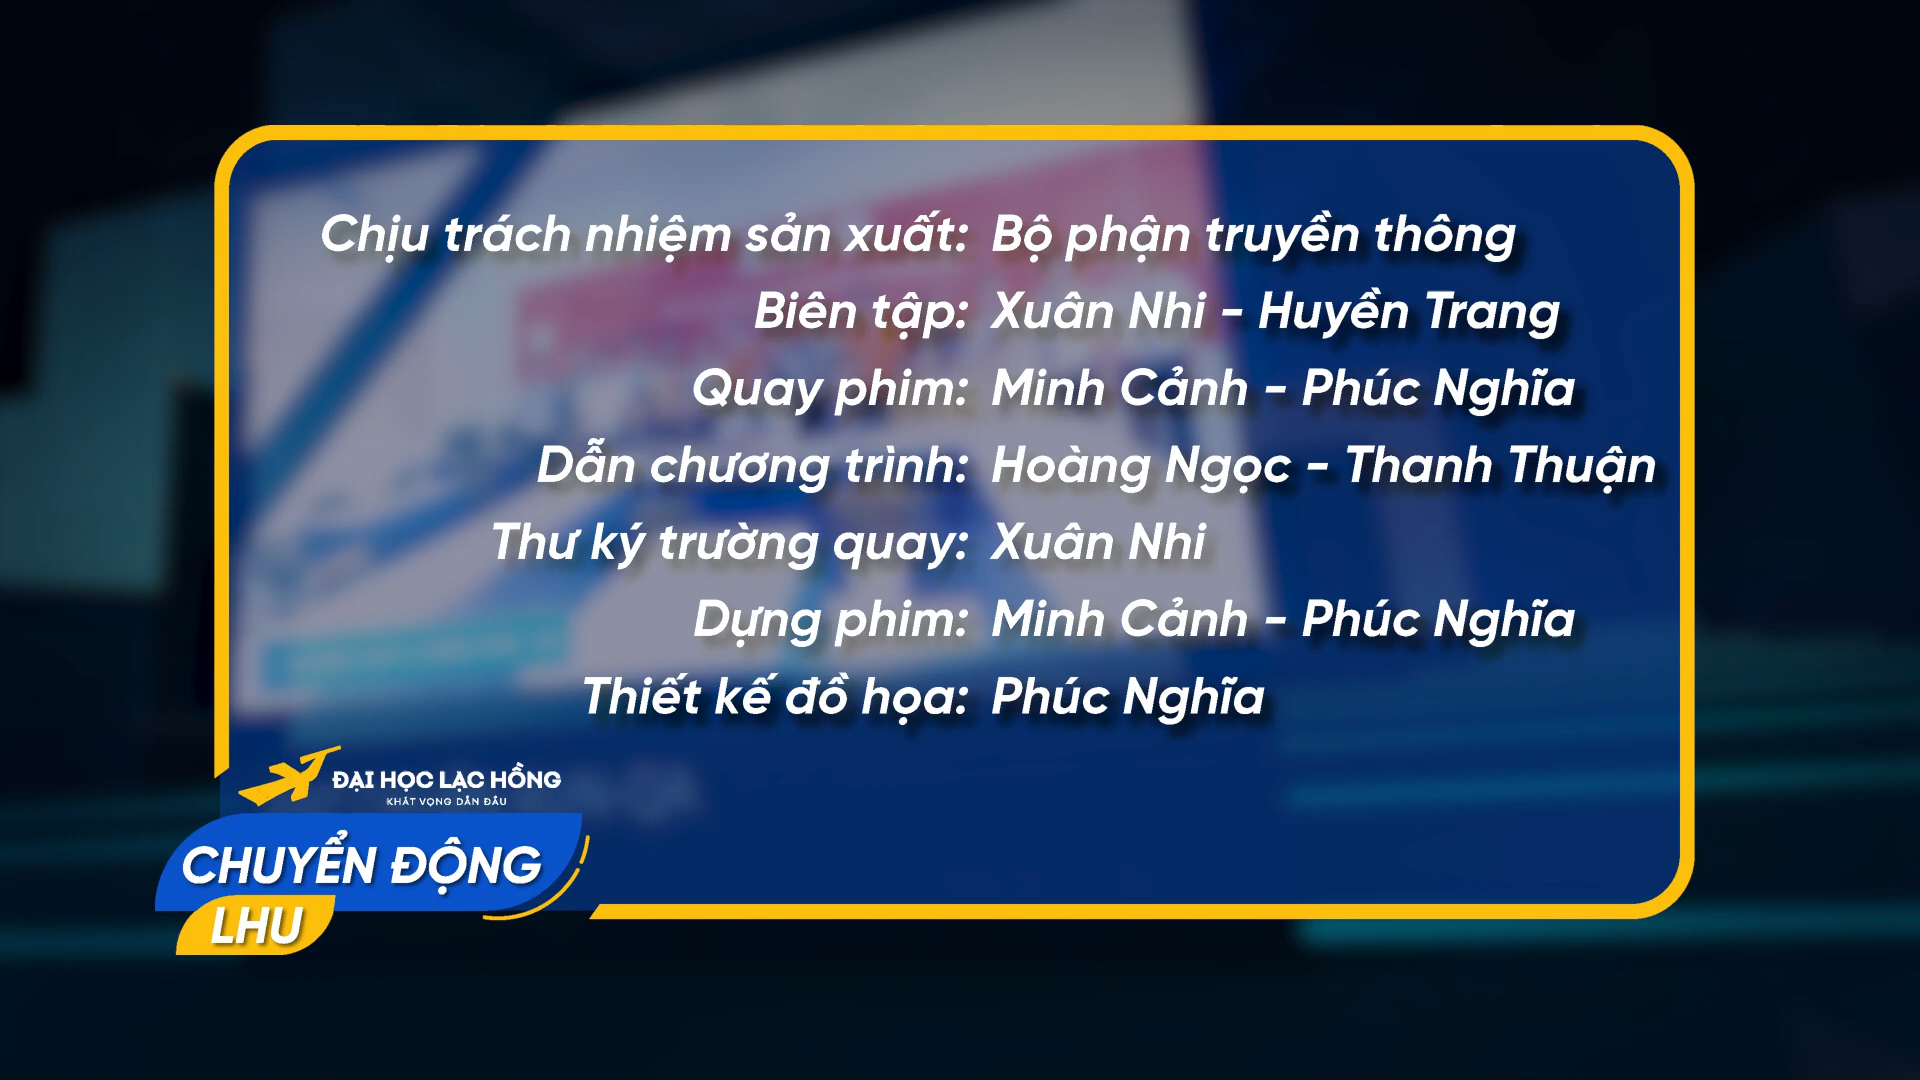 Chịu trách nhiệm sản xuất: Bộ phận truyền thông
Biên tập: Xuân Nhi - Huyền Trang
Quay phim: Minh Cảnh - Phúc Nghĩa
Dẫn chương trình: Hoàng Ngọc - Thanh Thuận
Thư ký trường quay: Xuân Nhi
Dựng phim: Minh Cảnh - Phúc Nghĩa
Thiết kế đồ họa: Phúc Nghĩa
ĐẠI HỌC LẠC HỒNG
KHÁT VỌNG DẪN ĐẦU
CHUYỂN ĐỘNG
LHU